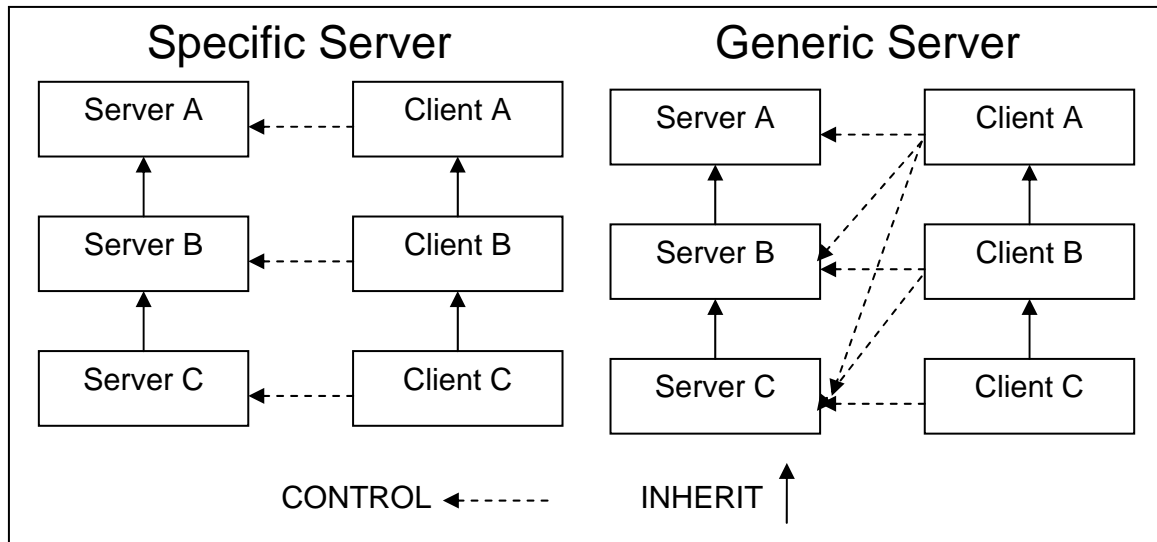 Specific Server
Server A
Client A
Server B
Client B
Server C
Client C
Generic Server
Server A
Client A
Server B
Client B
Server C
Client C
CONTROL
INHERIT